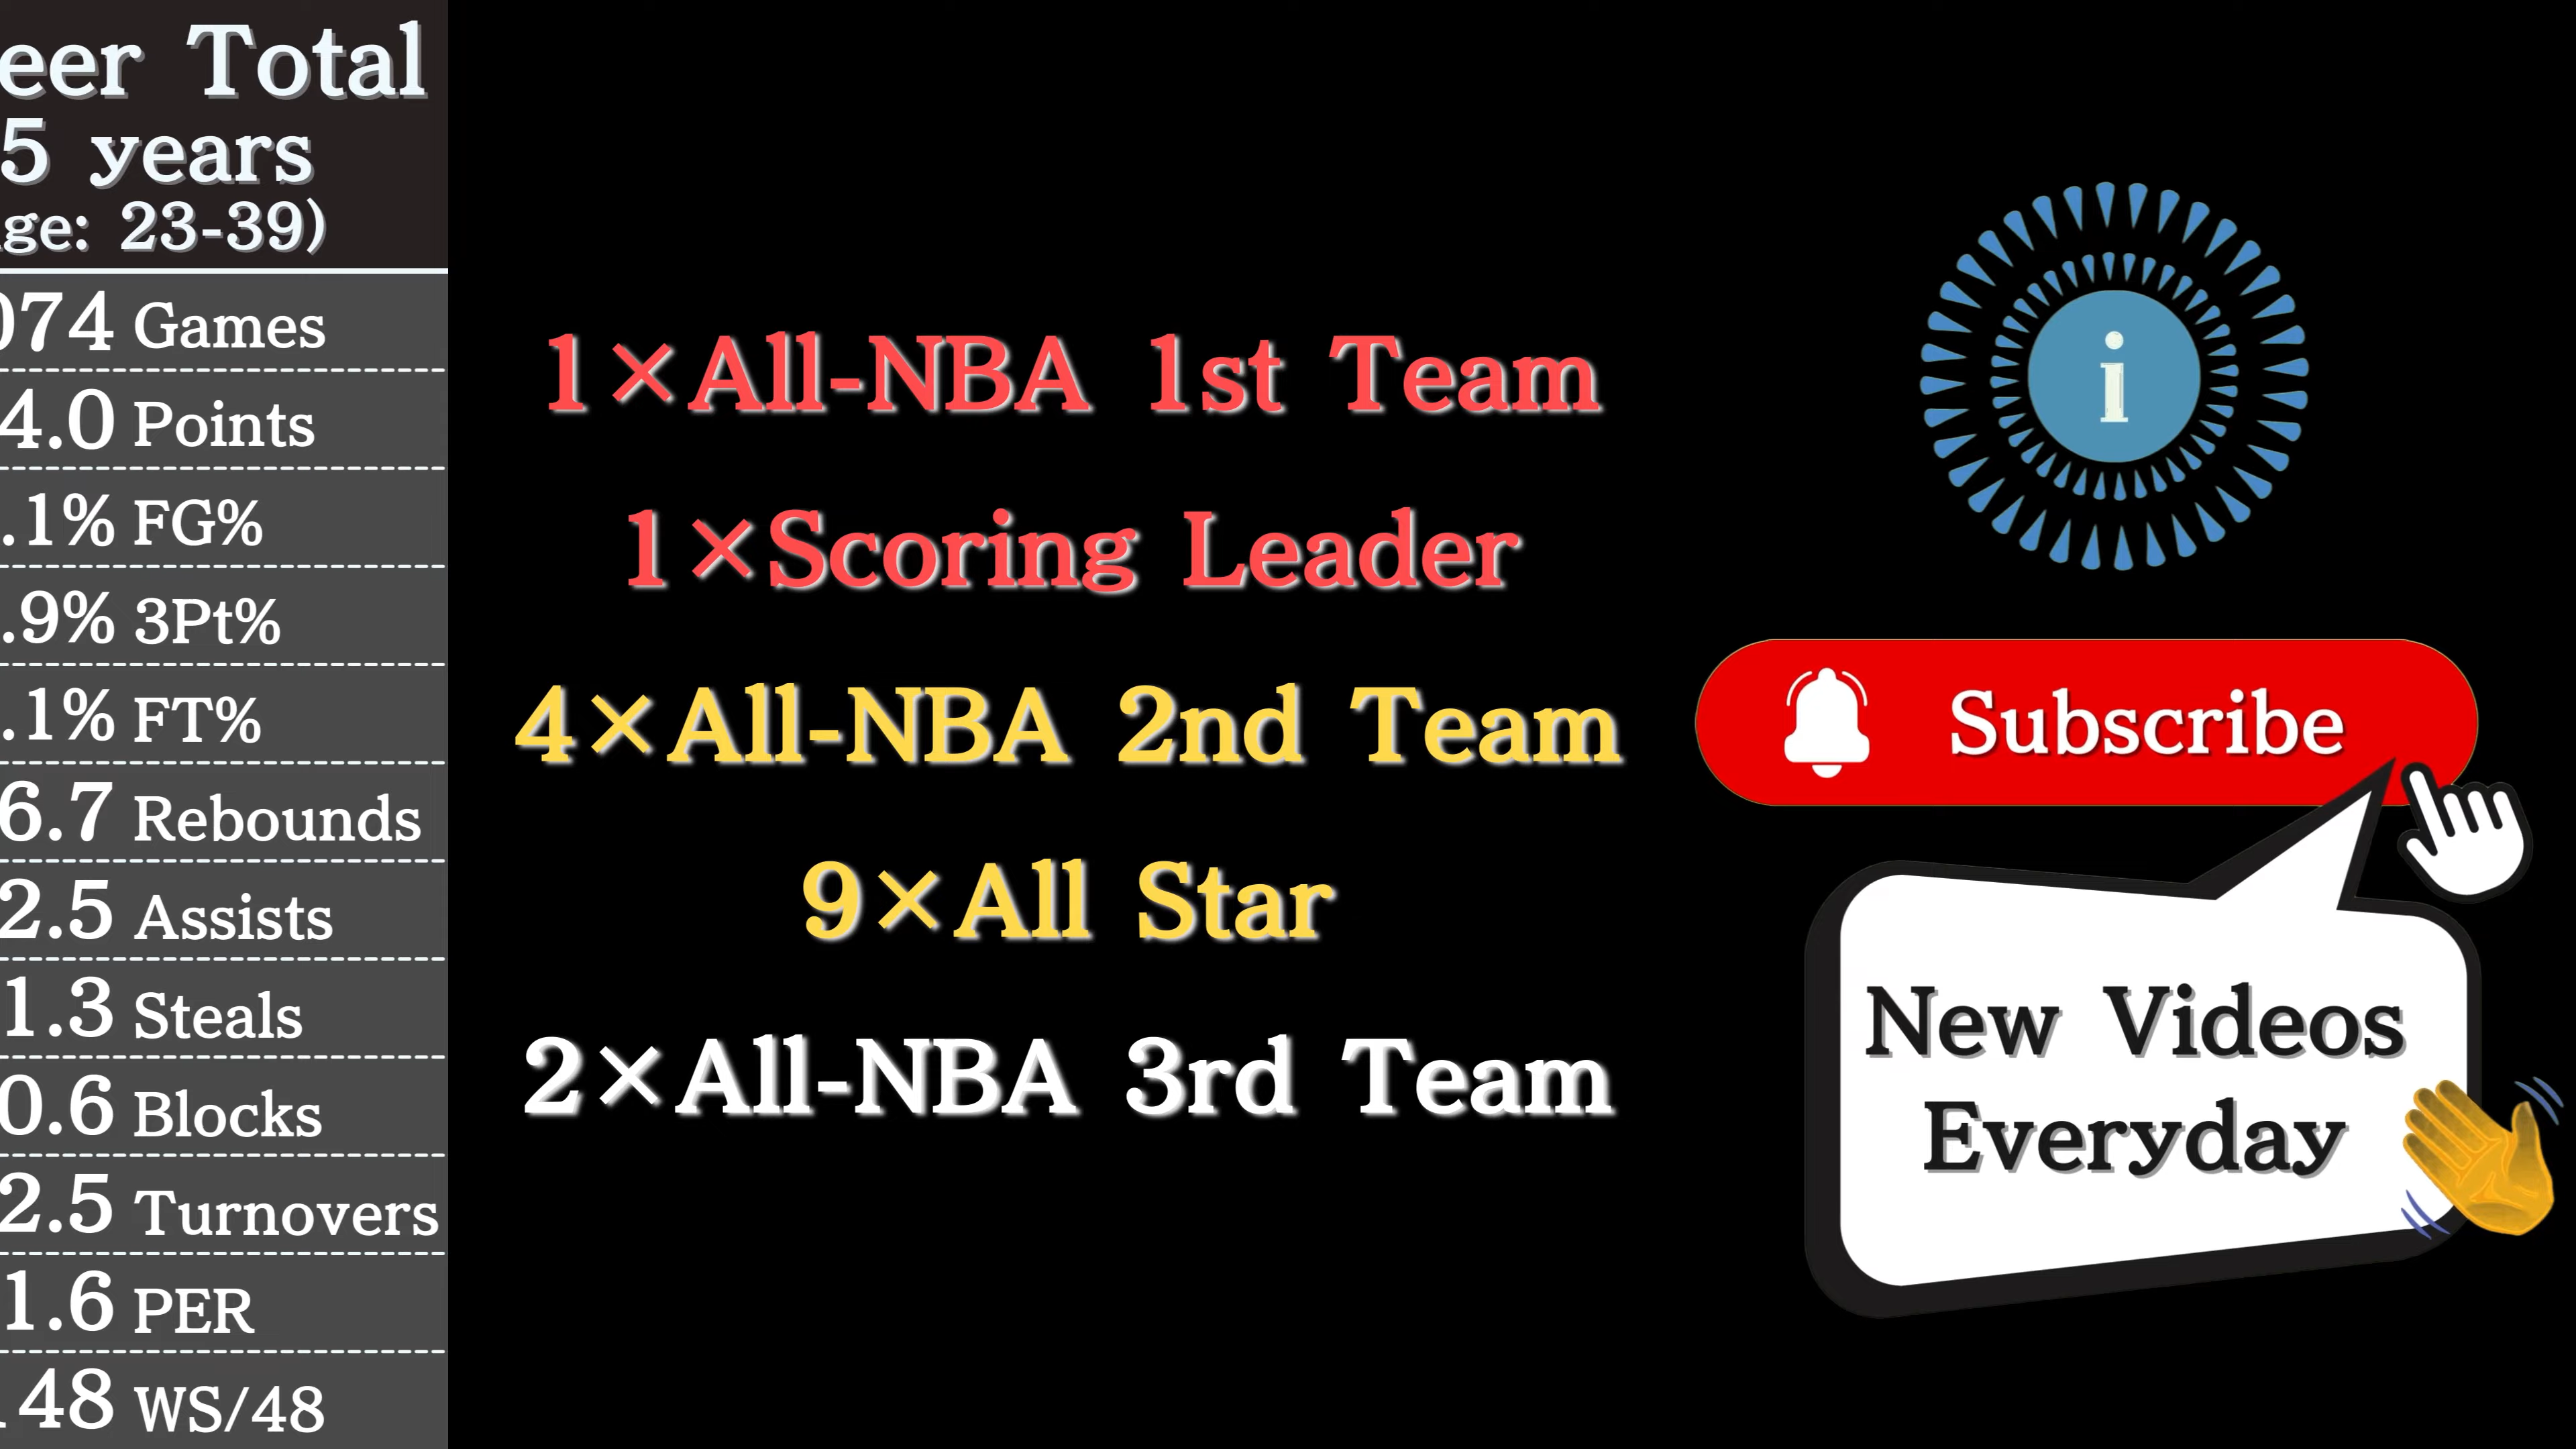 eer Total
5 years
ge: 23-39)
074 Games
4.0 Points
.1% FG%
.9% 3Pt%
.1% FT%
6.7 Rebounds
2.5 Assists
1.3 Steals
0.6 Blocks
2.5 Turnovers
1.6 PER
148 WS/48
1×All-NBA 1st Team
1×Scoring Leader
4×All-NBA 2nd Team
9×All Star
2×All-NBA 3rd Team
i
Subscribe
New Videos
Everyday